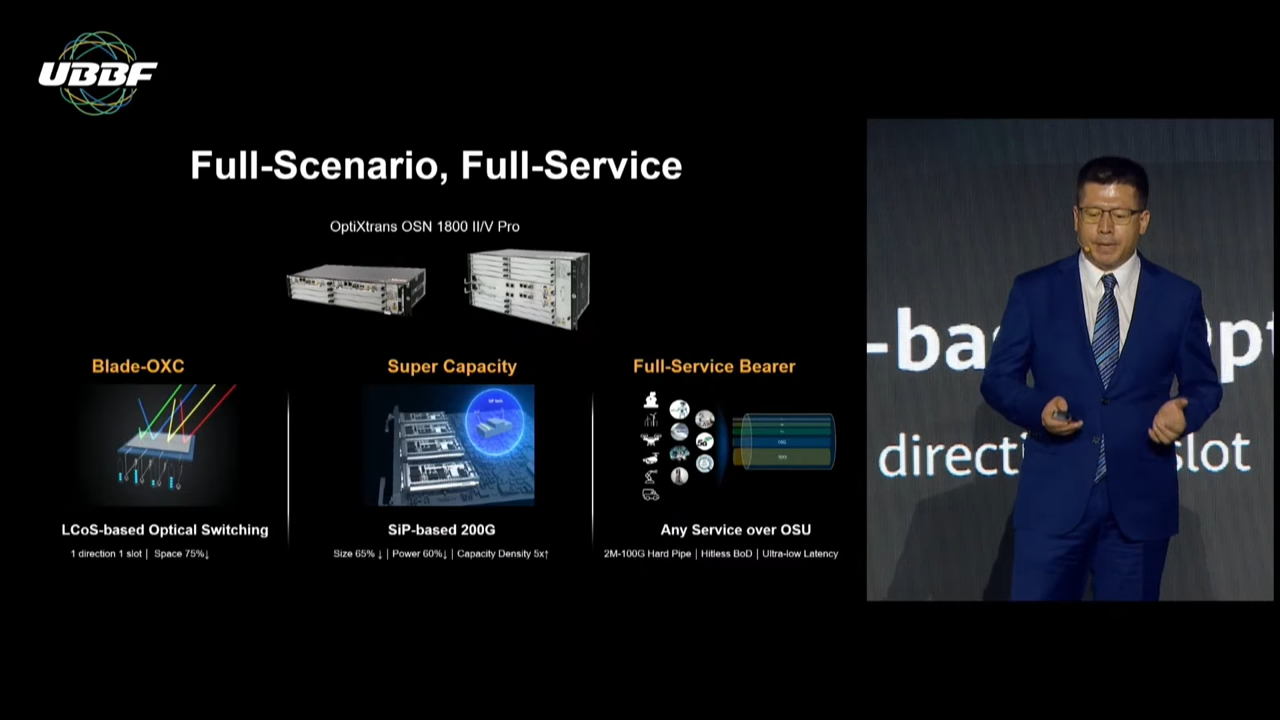 UBBF
Full-Scenario, Full-Service
OptiXtrans OSN 1800 II/V Pro
Blade-OXC
Super Capacity
Full-Service Bearer
LCoS-based Optical Switching
SiP-based 200G
Any Service over OSU
1 direction 1 slot | Space 75%↓
Size 65% ↓ | Power 60%↓ | Capacity Density 5x↑
2M-100G Hard Pipe | Hitless BoD | Ultra-low Latency
-ba
pt
directi
slot